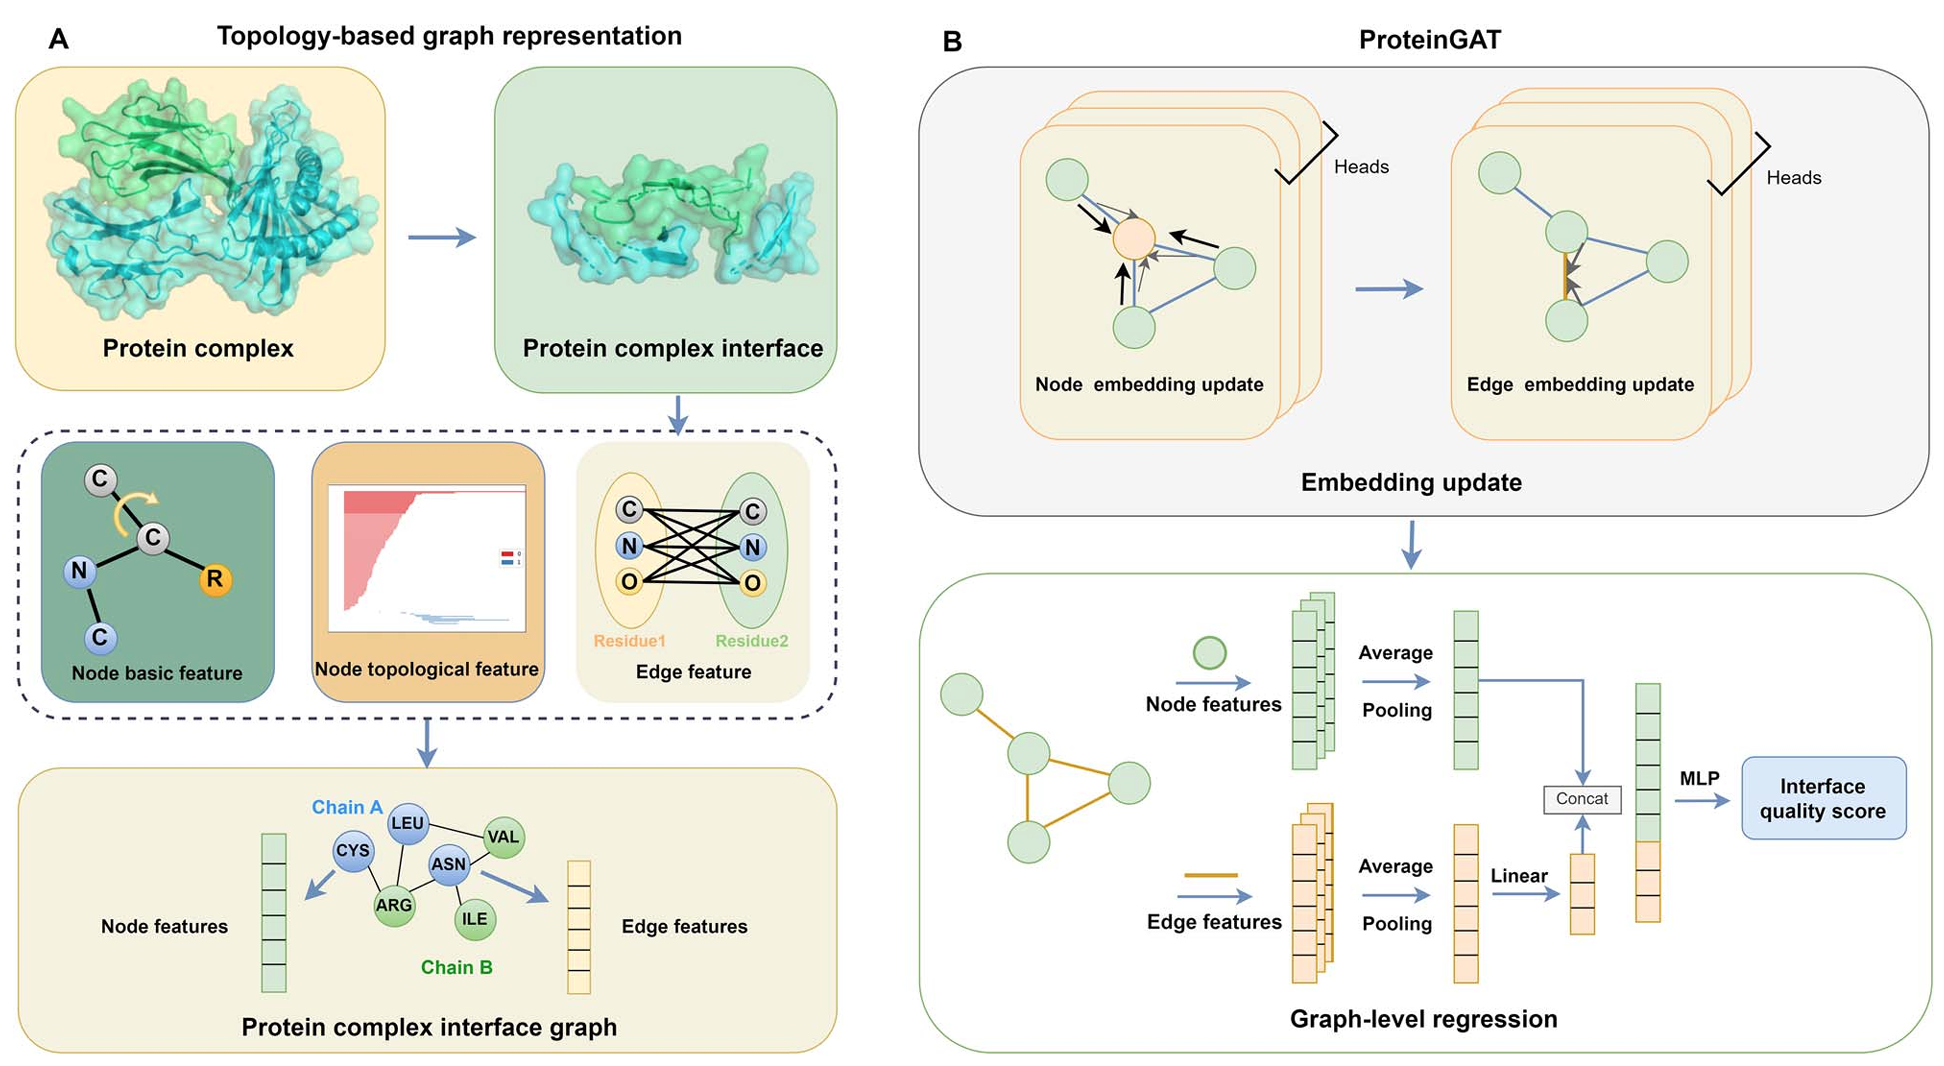 A
Topology-based graph representation
Protein complex
Protein complex interface
C
C
N
R
C
Node basic feature
0
1
Node topological feature
C
C
N
N
O
O
Residue1
Residue2
Edge feature
Chain A
LEU
VAL
CYS
ASN
ARG
ILE
Node features
Edge features
Chain B
Protein complex interface graph
B
ProteinGAT
Heads
Heads
Node embedding update
Edge embedding update
Embedding update
Node features
Average
Pooling
Concat
MLP
Interface
quality score
Edge features
Average
Pooling
Linear
Graph-level regression